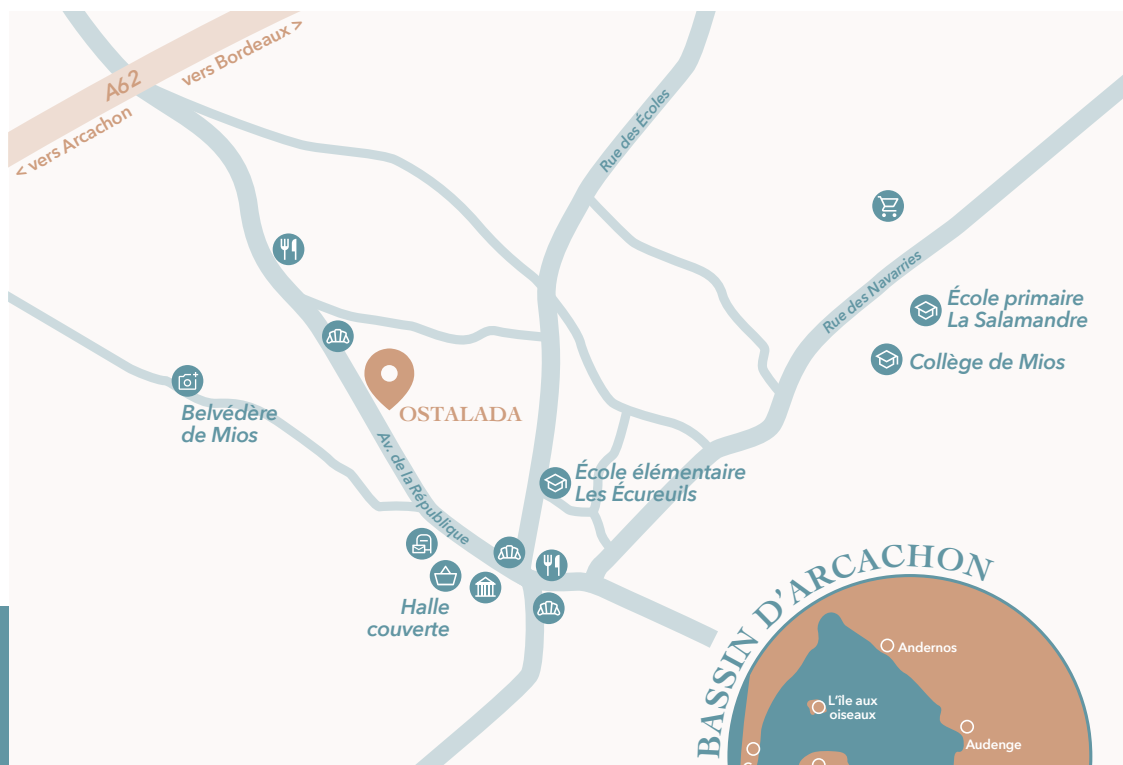 A62
vers Bordeaux >
< vers Arcachon
Rue des Écoles
Rue des Navarries
École primaire
La Salamandre
Collège de Mios
Belvédère
de Mios
OSTALADA
Av. de la République
École élémentaire
Les Écureuils
Halle
couverte
BASSIN D'ARCACHON
Andernos
L'île aux
oiseaux
Audenge